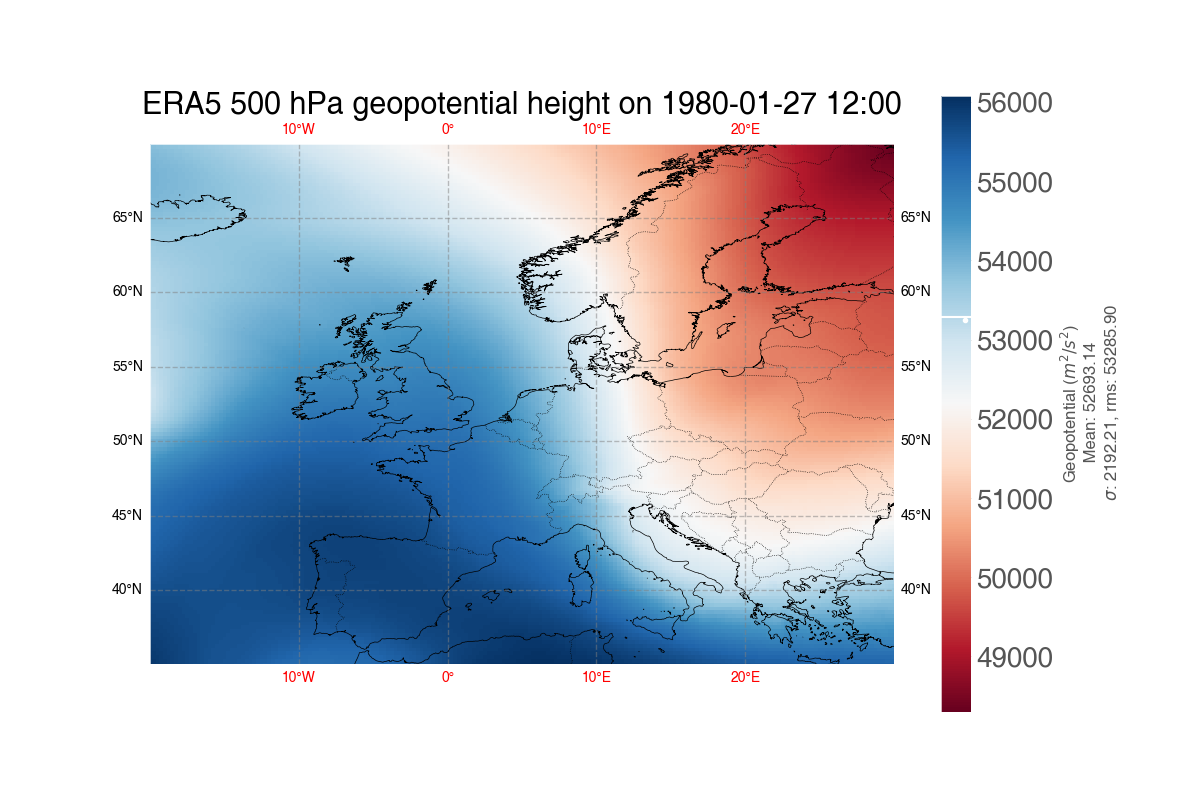 ERA5 500 hPa geopotential height on 1980-01-27 12:00
10°W 0° 10°E 20°E
65°N 65°N
60°N 60°N
55°N 55°N
50°N 50°N
45°N 45°N
40°N 40°N
10°W 0° 10°E 20°E
56000
55000
54000
53000
52000
51000
50000
49000
Geopotential (m²/s²)
Mean: 52693.14
σ: 2192.21, rms: 53285.90